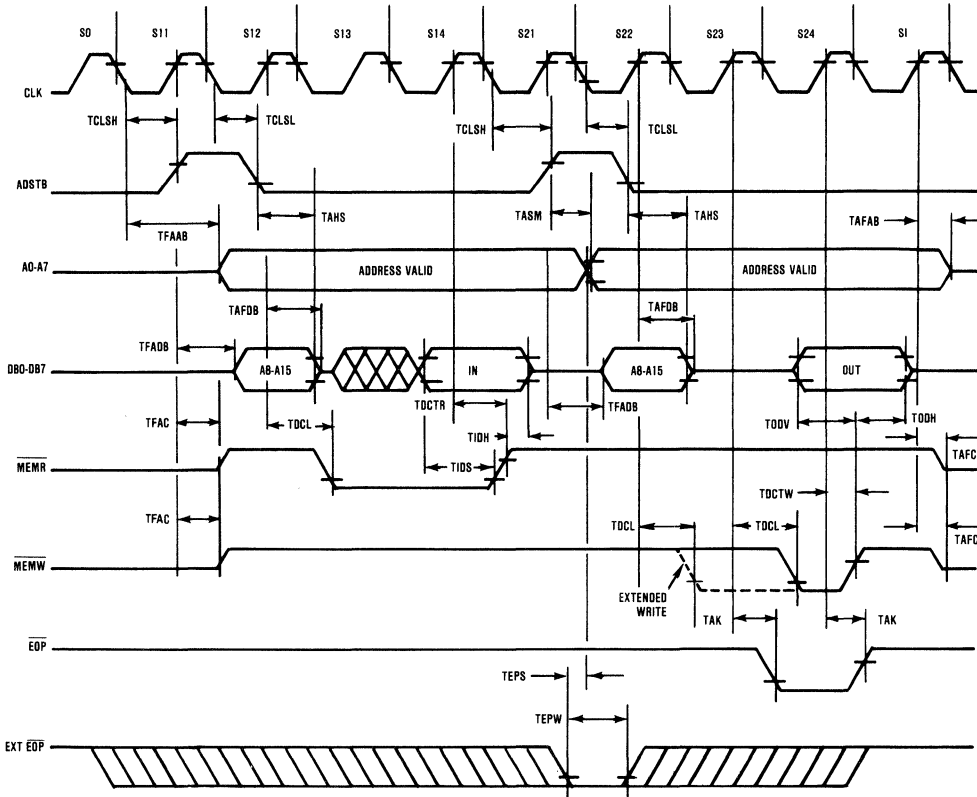 S0 S11 S12 S13 S14 S21 S22 S23 S24 SI
CLK
TCLSH TCLSL TCLSH TCLSL
ADSTB
TFAAB TAHS TASM TAHS TAFAB
A0-A7 ADDRESS VALID ADDRESS VALID
TAFDB TAFDB
TFADB
DB0-DB7 A8-A15 IN A8-A15 OUT
TDCTR TFADB
TFAC TDCL TIDH TODV TODH
MEMR TIDS TAFC
TDCTW
TFAC TDCL TDCL TAFC
MEMW
EXTENDED
WRITE
TAK TAK
EOP
TEPS
TEPW
EXT EOP